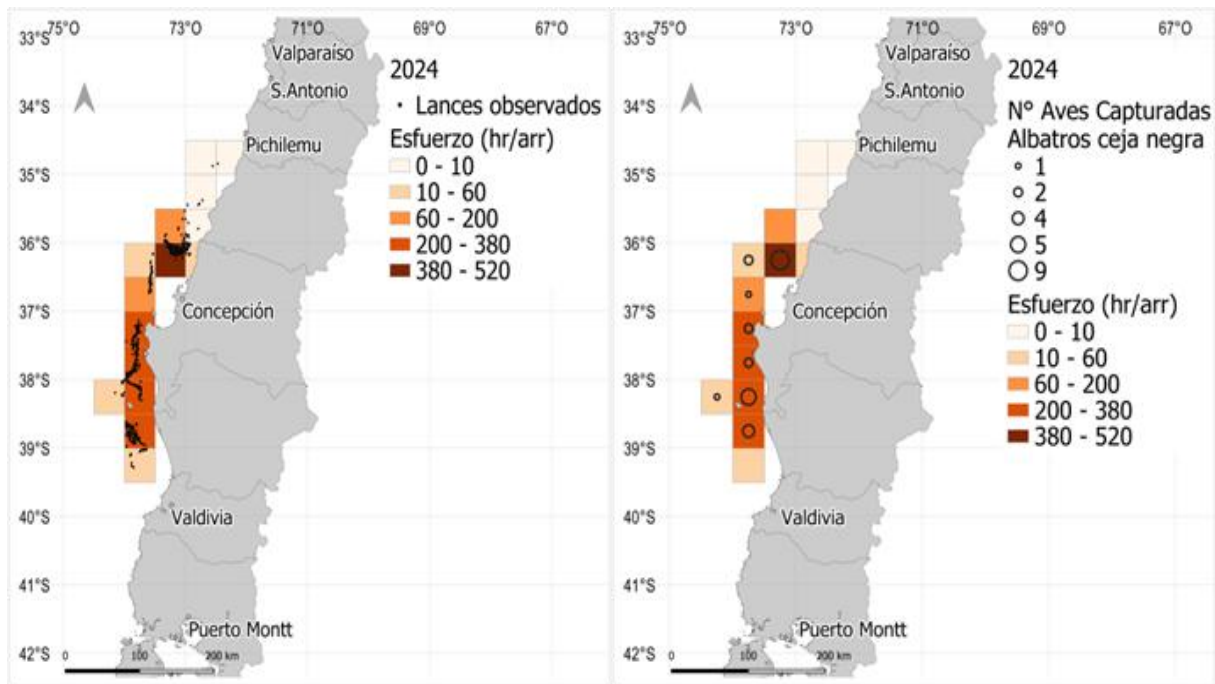 75°O 73°O 71°O 69°O 67°O
33°S
34°S
35°S
36°S
37°S
38°S
39°S
40°S
41°S
42°S
Valparaíso
S.Antonio
Pichilemu
Concepción
Valdivia
Puerto Montt
2024
Lances observados
Esfuerzo (hr/arr)
0 - 10
10 - 60
60 - 200
200 - 380
380 - 520
0 100 200 km
75°O 73°O 71°O 69°O 67°O
33°S
34°S
35°S
36°S
37°S
38°S
39°S
40°S
41°S
42°S
Valparaíso
S.Antonio
Pichilemu
Concepción
Valdivia
Puerto Montt
2024
N° Aves Capturadas
Albatros ceja negra
1
2
4
5
9
Esfuerzo (hr/arr)
0 - 10
10 - 60
60 - 200
200 - 380
380 - 520
0 100 200 km